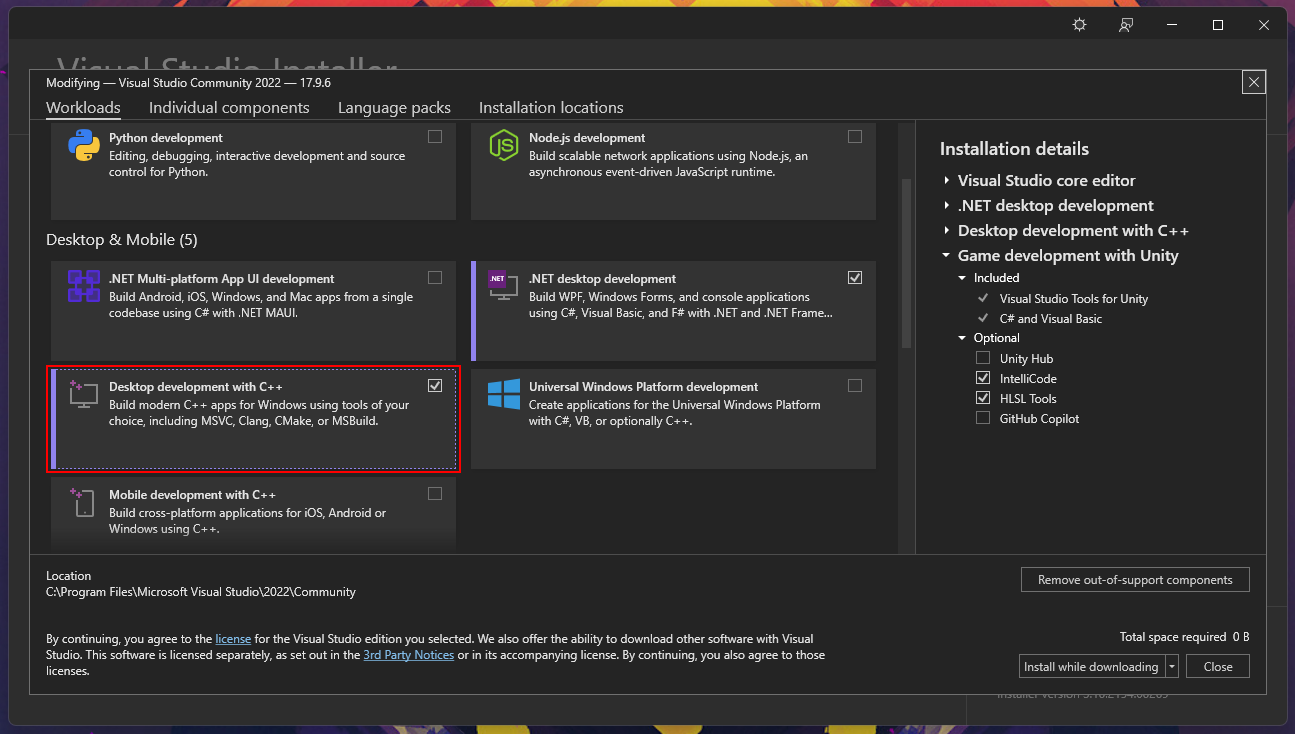 Visual Studio Installer
Modifying — Visual Studio Community 2022 — 17.9.6
Workloads
Individual components
Language packs
Installation locations
Python development
Editing, debugging, interactive development and source
control for Python.
JS
Node.js development
Build scalable network applications using Node.js, an
asynchronous event-driven JavaScript runtime.
Desktop & Mobile (5)
.NET Multi-platform App UI development
Build Android, iOS, Windows, and Mac apps from a single
codebase using C# with .NET MAUI.
.NET
.NET desktop development
Build WPF, Windows Forms, and console applications
using C#, Visual Basic, and F# with .NET and .NET Frame...
Desktop development with C++
Build modern C++ apps for Windows using tools of your
choice, including MSVC, Clang, CMake, or MSBuild.
Universal Windows Platform development
Create applications for the Universal Windows Platform
with C#, VB, or optionally C++.
Mobile development with C++
Build cross-platform applications for iOS, Android or
Windows using C++.
Installation details
Visual Studio core editor
.NET desktop development
Desktop development with C++
Game development with Unity
Included
Visual Studio Tools for Unity
C# and Visual Basic
Optional
Unity Hub
IntelliCode
HLSL Tools
GitHub Copilot
Location
C:\Program Files\Microsoft Visual Studio\2022\Community
Remove out-of-support components
By continuing, you agree to the license for the Visual Studio edition you selected. We also offer the ability to download other software with Visual
Studio. This software is licensed separately, as set out in the 3rd Party Notices or in its accompanying license. By continuing, you also agree to those
licenses.
Total space required 0 B
Install while downloading
Close